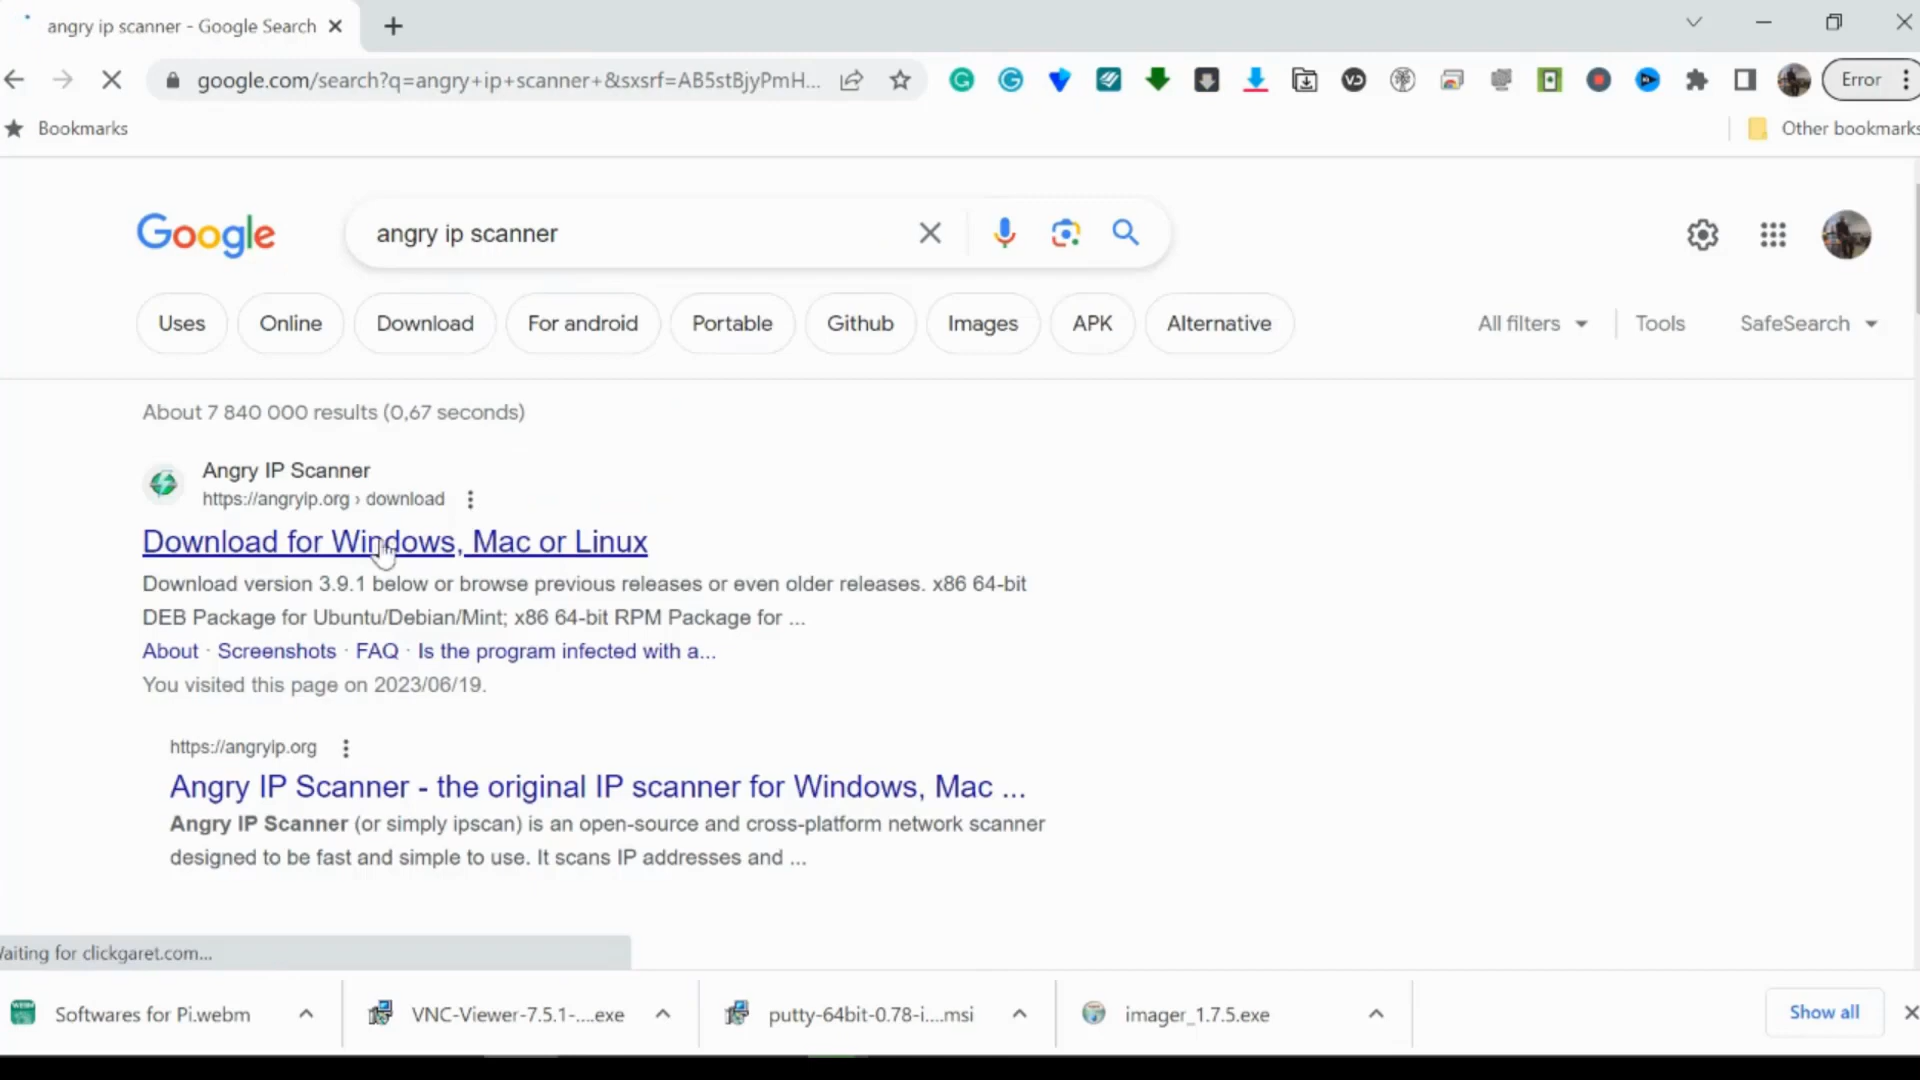 angry ip scanner - Google Search
google.com/search?q=angry+ip+scanner+&sxsrf=AB5stBjyPmH...
Error
Bookmarks
Other bookmarks
Google
angry ip scanner
Uses
Online
Download
For android
Portable
Github
Images
APK
Alternative
All filters
Tools
SafeSearch
About 7 840 000 results (0,67 seconds)
Angry IP Scanner
https://angryip.org › download
Download for Windows, Mac or Linux
Download version 3.9.1 below or browse previous releases or even older releases. x86 64-bit
DEB Package for Ubuntu/Debian/Mint; x86 64-bit RPM Package for ...
About · Screenshots · FAQ · Is the program infected with a...
You visited this page on 2023/06/19.
https://angryip.org
Angry IP Scanner - the original IP scanner for Windows, Mac ...
Angry IP Scanner (or simply ipscan) is an open-source and cross-platform network scanner
designed to be fast and simple to use. It scans IP addresses and ...
aiting for clickgaret.com...
Softwares for Pi.webm
VNC-Viewer-7.5.1-....exe
putty-64bit-0.78-i....msi
imager_1.7.5.exe
Show all